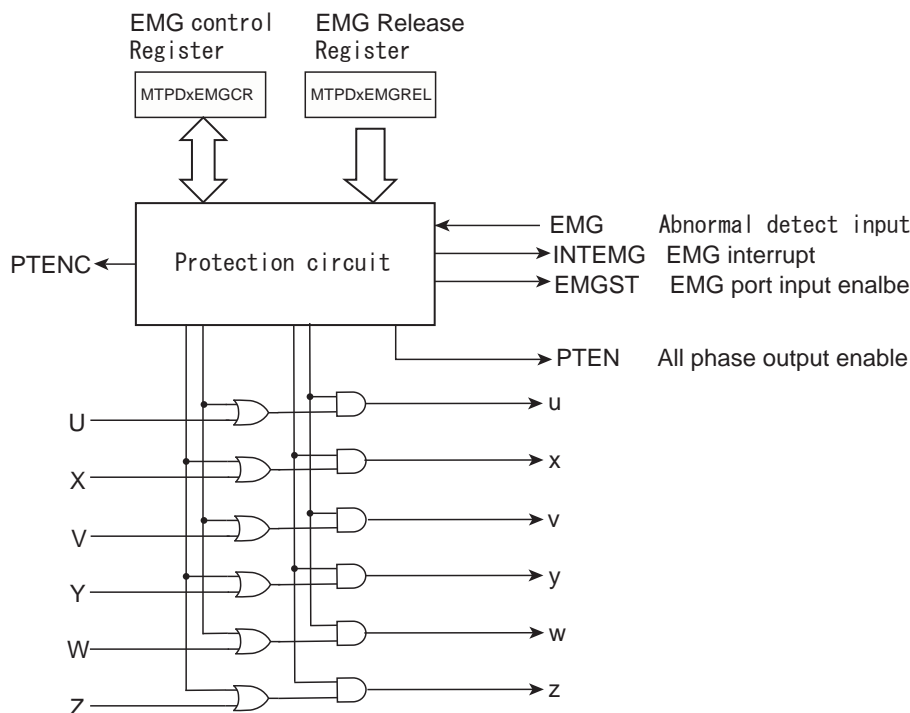 EMG control
Register
EMG Release
Register
MTPDxEMGCR
MTPDxEMGREL
EMG Abnormal detect input
PTENC
Protection circuit
INTEMG EMG interrupt
EMGST EMG port input enalbe
PTEN All phase output enable
U
u
X
x
V
v
Y
y
W
w
Z
z